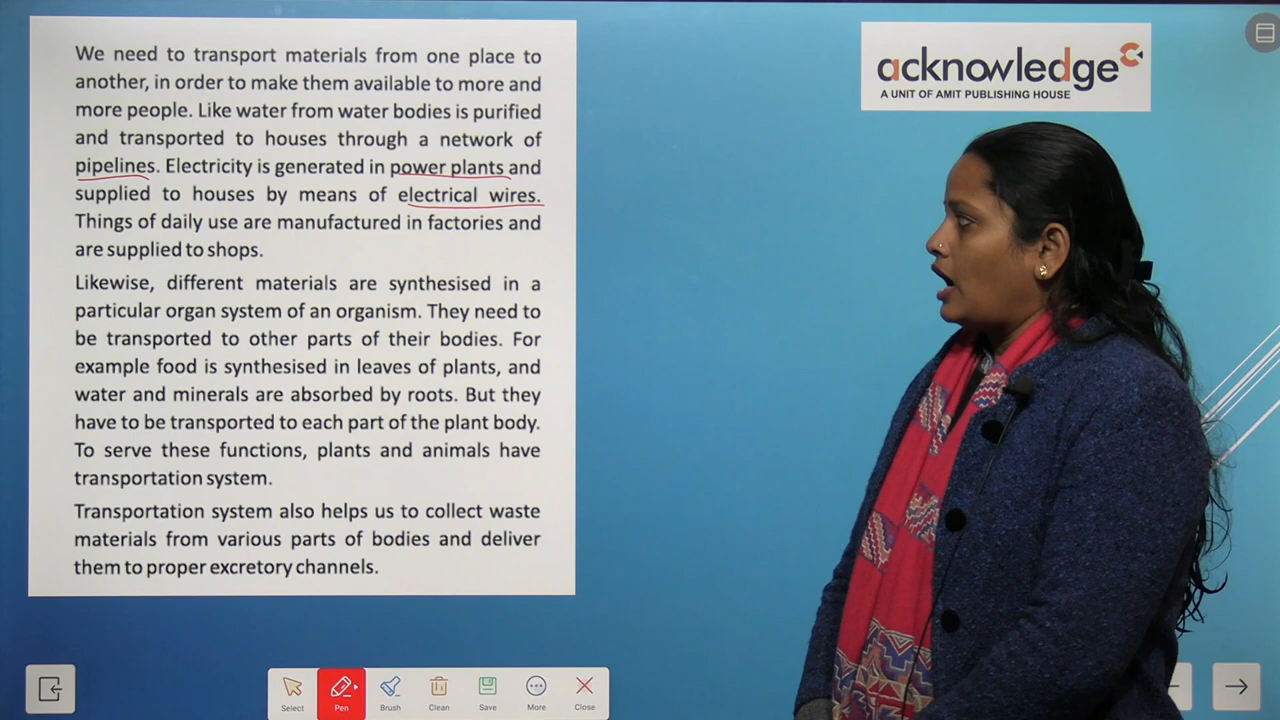 We need to transport materials from one place to
another, in order to make them available to more and
more people. Like water from water bodies is purified
and transported to houses through a network of
pipelines. Electricity is generated in power plants and
supplied to houses by means of electrical wires.
Things of daily use are manufactured in factories and
are supplied to shops.
Likewise, different materials are synthesised in a
particular organ system of an organism. They need to
be transported to other parts of their bodies. For
example food is synthesised in leaves of plants, and
water and minerals are absorbed by roots. But they
have to be transported to each part of the plant body.
To serve these functions, plants and animals have
transportation system.
Transportation system also helps us to collect waste
materials from various parts of bodies and deliver
them to proper excretory channels.
acknowledge
A UNIT OF AMIT PUBLISHING HOUSE
Select
Pen
Brush
Clean
Save
More
Close